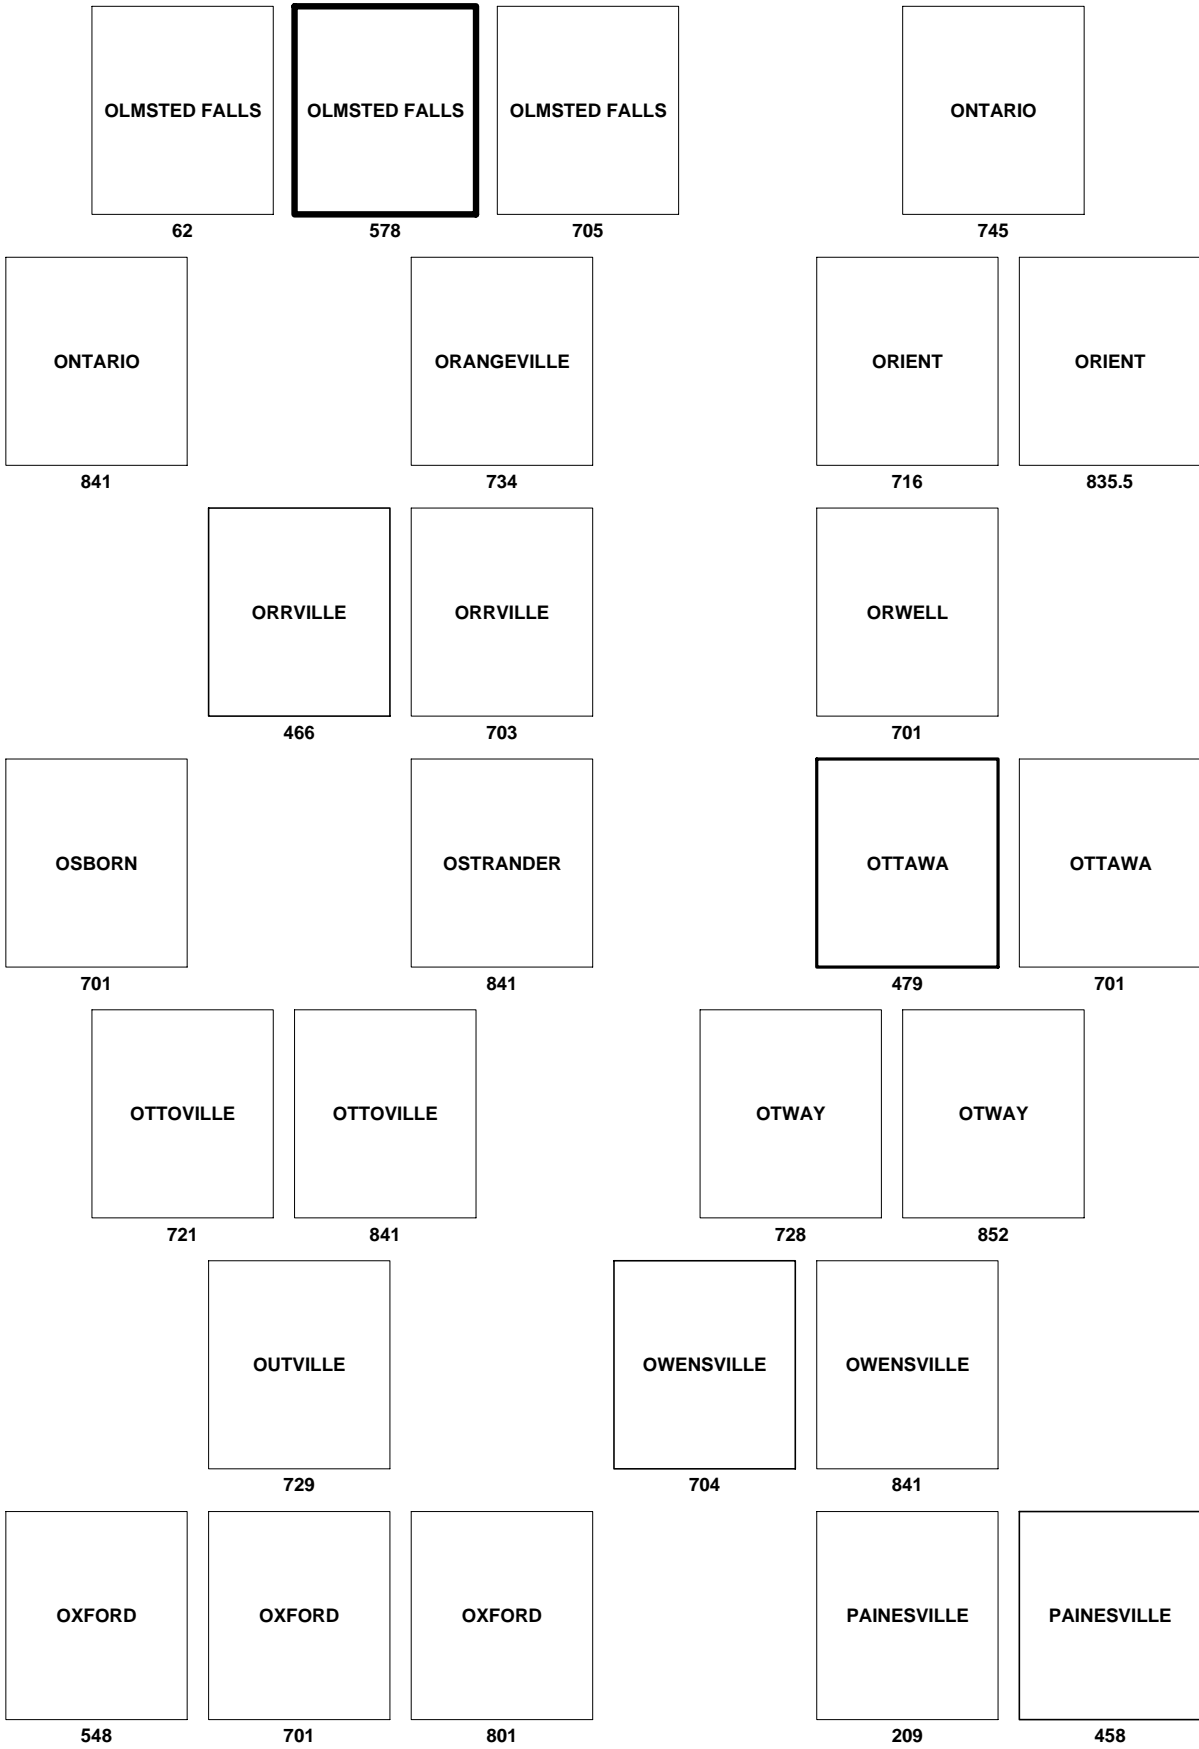 OLMSTED FALLS OLMSTED FALLS OLMSTED FALLS ONTARIO
62 578 705 745
ONTARIO ORANGEVILLE ORIENT ORIENT
841 734 716 835.5
ORRVILLE ORRVILLE ORWELL
466 703 701
OSBORN OSTRANDER OTTAWA OTTAWA
701 841 479 701
OTTOVILLE OTTOVILLE OTWAY OTWAY
721 841 728 852
OUTVILLE OWENSVILLE OWENSVILLE
729 704 841
OXFORD OXFORD OXFORD PAINESVILLE PAINESVILLE
548 701 801 209 458